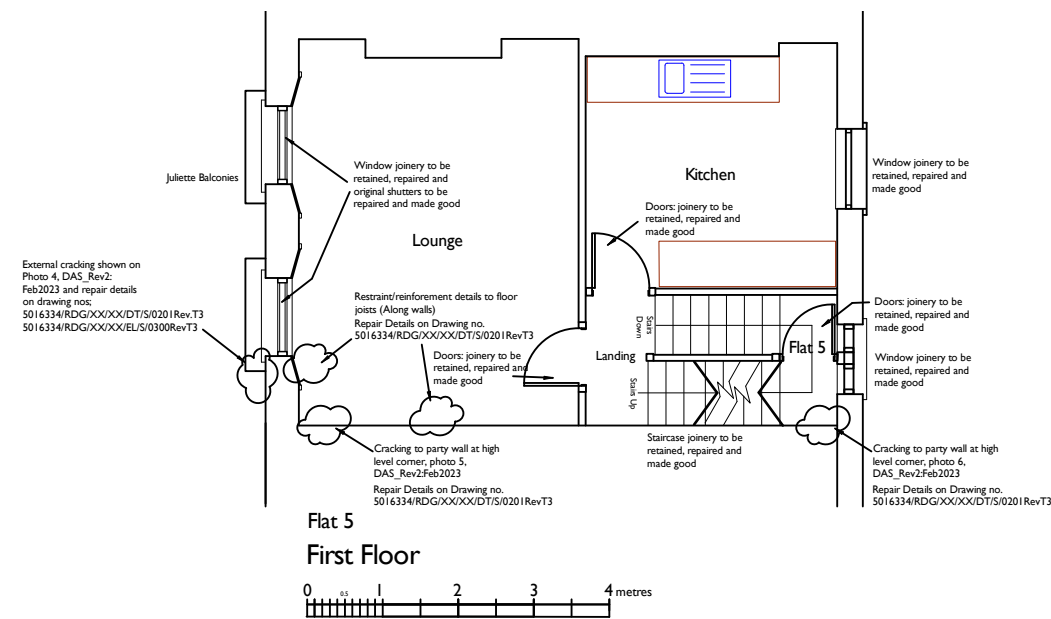 Juliette Balconies
Window joinery to be
retained, repaired and
original shutters to be
repaired and made good
Lounge
Kitchen
Doors: joinery to be
retained, repaired and
made good
Window joinery to be
retained, repaired and
made good
External cracking shown on
Photo 4, DAS_Rev2:
Feb2023 and repair details
on drawing nos;
5016334/RDG/XX/XX/DT/S/0201Rev.T3
5016334/RDG/XX/XX/EL/S/0300RevT3
Restraint/reinforement details to floor
joists (Along walls)
Repair Details on Drawing no.
5016334/RDG/XX/XX/DT/S/0201RevT3
Doors: joinery to be
retained, repaired and
made good
Landing
Stairs
Down
Stairs Up
Flat 5
Doors: joinery to be
retained, repaired and
made good
Window joinery to be
retained, repaired and
made good
Staircase joinery to be
retained, repaired and
made good
Cracking to party wall at high
level corner, photo 5,
DAS_Rev2:Feb2023
Repair Details on Drawing no.
5016334/RDG/XX/XX/DT/S/0201RevT3
Cracking to party wall at high
level corner, photo 6,
DAS_Rev2:Feb2023
Repair Details on Drawing no.
5016334/RDG/XX/XX/DT/S/0201RevT3
Flat 5
First Floor
0 0.5 1 2 3 4 metres